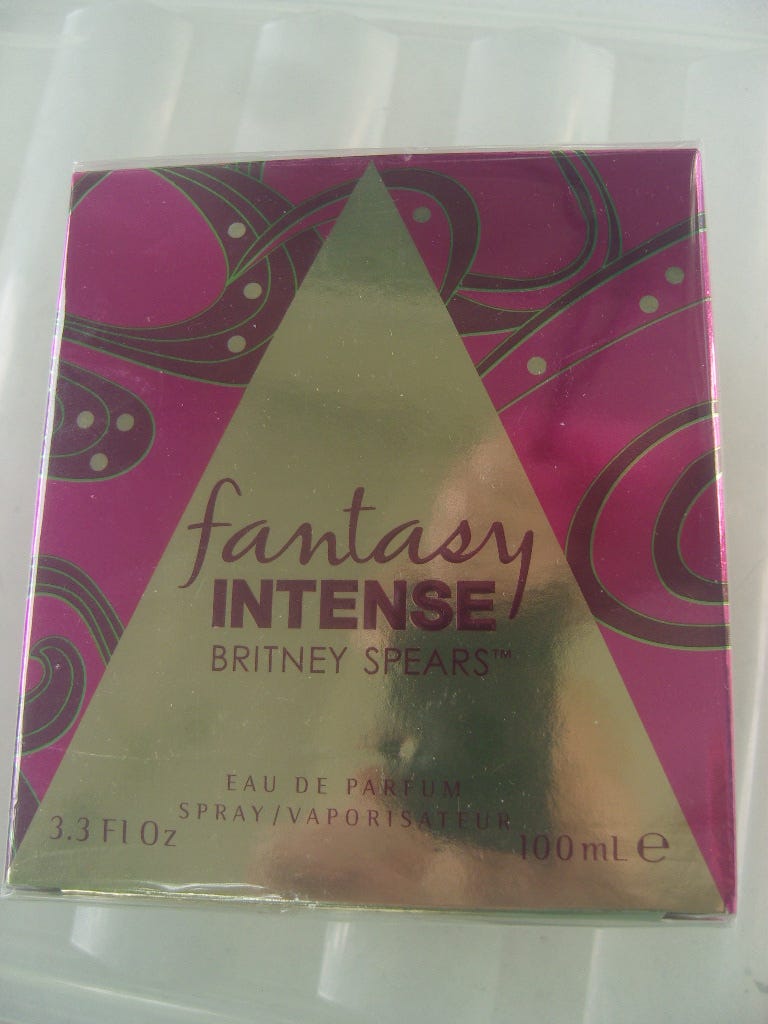 fantasy
INTENSE
BRITNEY SPEARS™
EAU DE PARFUM
SPRAY/VAPORISATEUR
3.3 Fl Oz
100 mL ℮